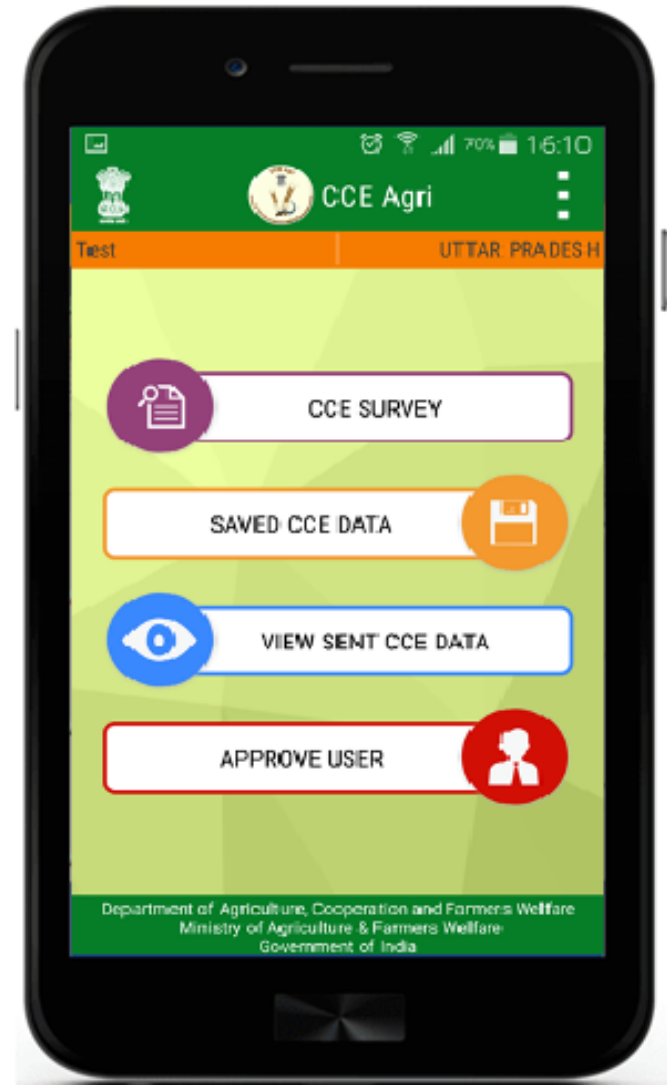 70% 16:10
CCE Agri
Test UTTAR PRADESH
CCE SURVEY
SAVED CCE DATA
VIEW SENT CCE DATA
APPROVE USER
Department of Agriculture, Cooperation and Farmers Welfare
Ministry of Agriculture & Farmers Welfare
Government of India